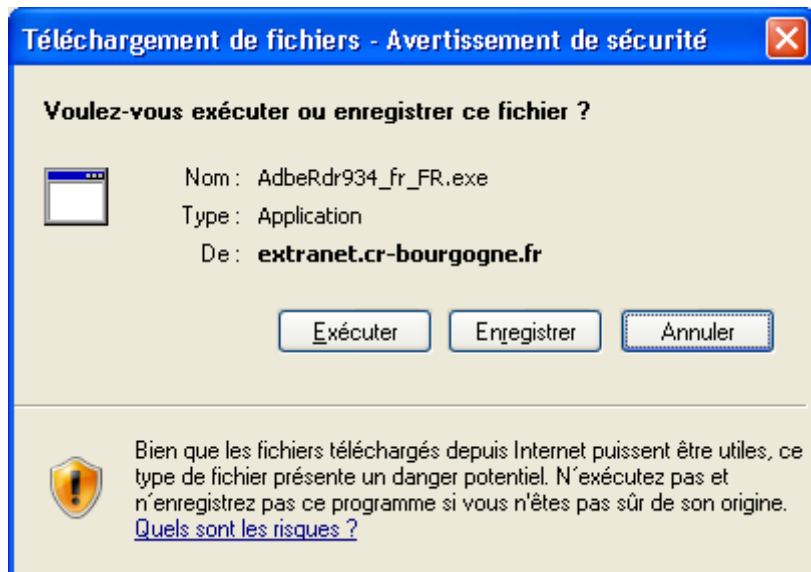 Téléchargement de fichiers - Avertissement de sécurité
Voulez-vous exécuter ou enregistrer ce fichier ?
Nom : AdbeRdr934_fr_FR.exe
Type : Application
De : extranet.cr-bourgogne.fr
Exécuter Enregistrer Annuler
Bien que les fichiers téléchargés depuis Internet puissent être utiles, ce
type de fichier présente un danger potentiel. N´exécutez pas et
n´enregistrez pas ce programme si vous n'êtes pas sûr de son origine.
Quels sont les risques ?